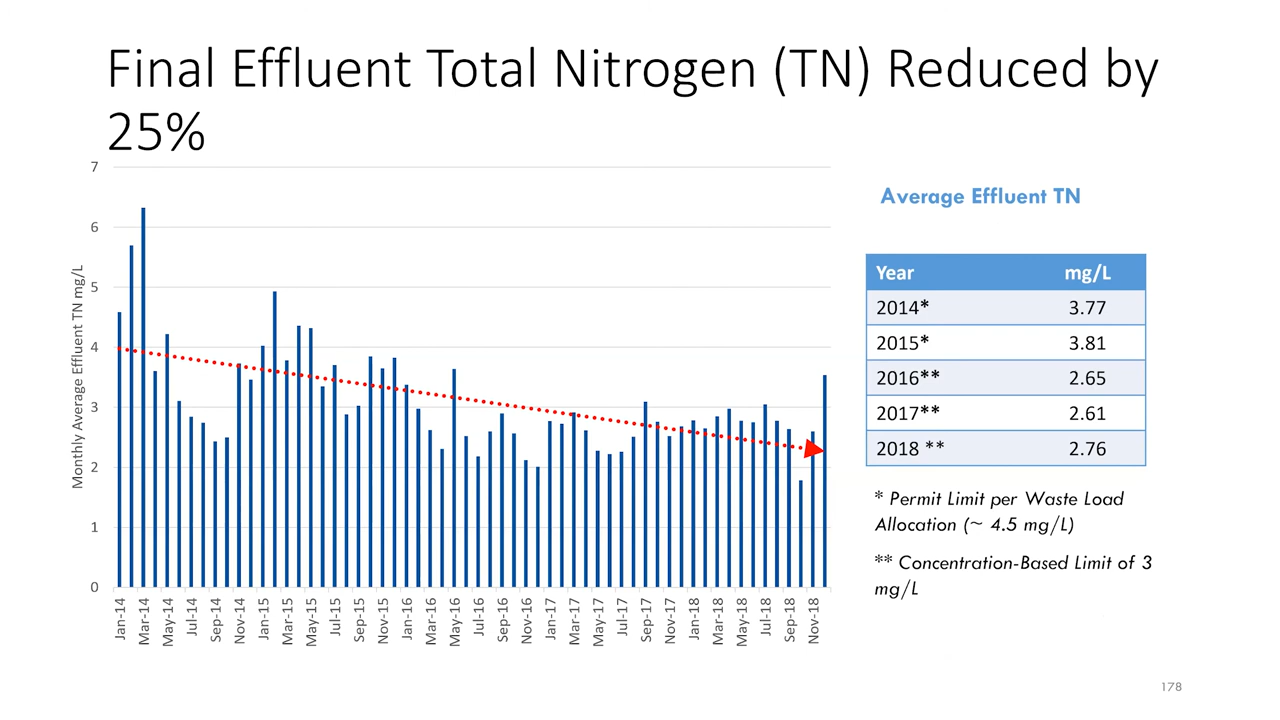 Final Effluent Total Nitrogen (TN) Reduced by
25%
7
6
5
4
3
2
1
0
Monthly Average Effluent TN mg/L
Jan-14
Mar-14
May-14
Jul-14
Sep-14
Nov-14
Jan-15
Mar-15
May-15
Jul-15
Sep-15
Nov-15
Jan-16
Mar-16
May-16
Jul-16
Sep-16
Nov-16
Jan-17
Mar-17
May-17
Jul-17
Sep-17
Nov-17
Jan-18
Mar-18
May-18
Jul-18
Sep-18
Nov-18
Average Effluent TN
Year mg/L
2014* 3.77
2015* 3.81
2016** 2.65
2017** 2.61
2018 ** 2.76
* Permit Limit per Waste Load
Allocation (~ 4.5 mg/L)
** Concentration-Based Limit of 3
mg/L
178